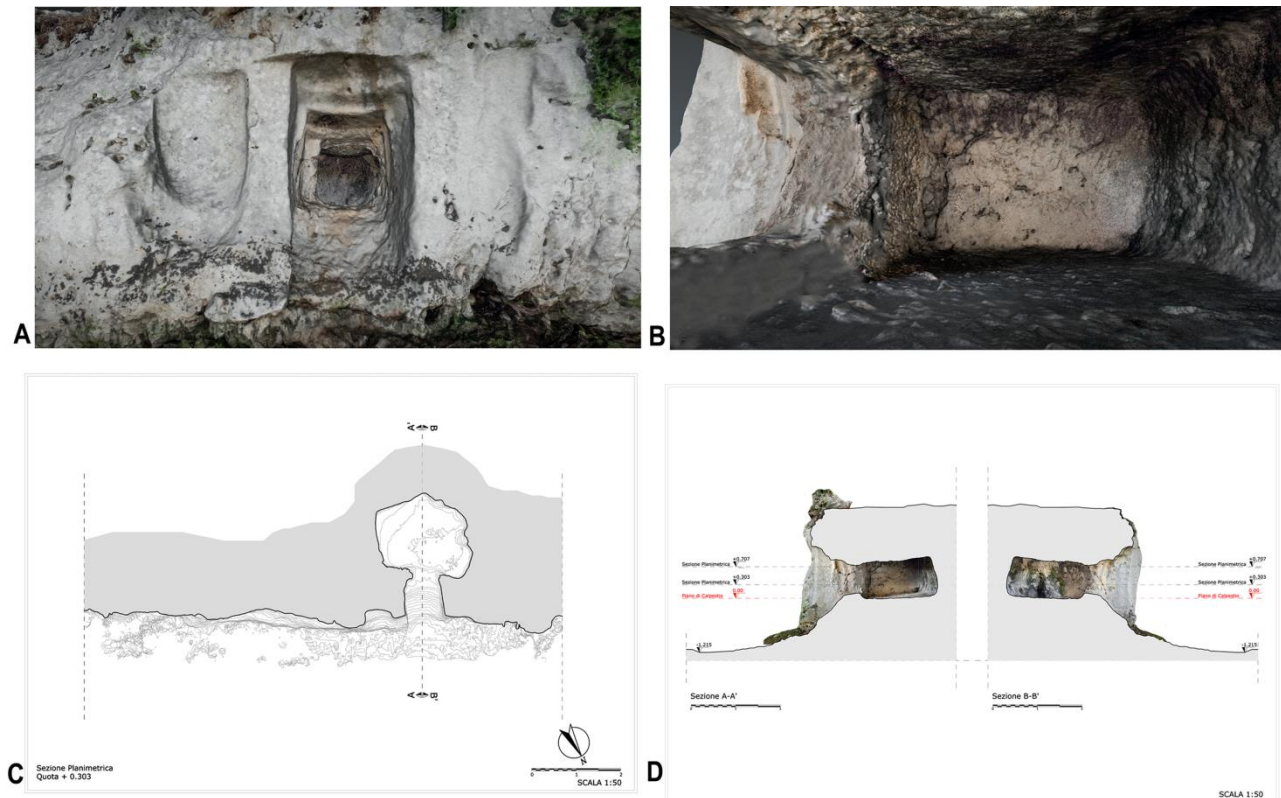 A
B
A'
B
A
B'
N
Sezione Planimetrica
Quota + 0.303
0
1
2
SCALA 1:50
C
+0.707
Sezione Planimetrica
+0.303
Sezione Planimetrica
0.00
Piano di Calpestio
-1.215
Sezione A-A'
+0.707
Sezione Planimetrica
+0.303
Sezione Planimetrica
0.00
Piano di Calpestio
-1.215
Sezione B-B'
D
SCALA 1:50